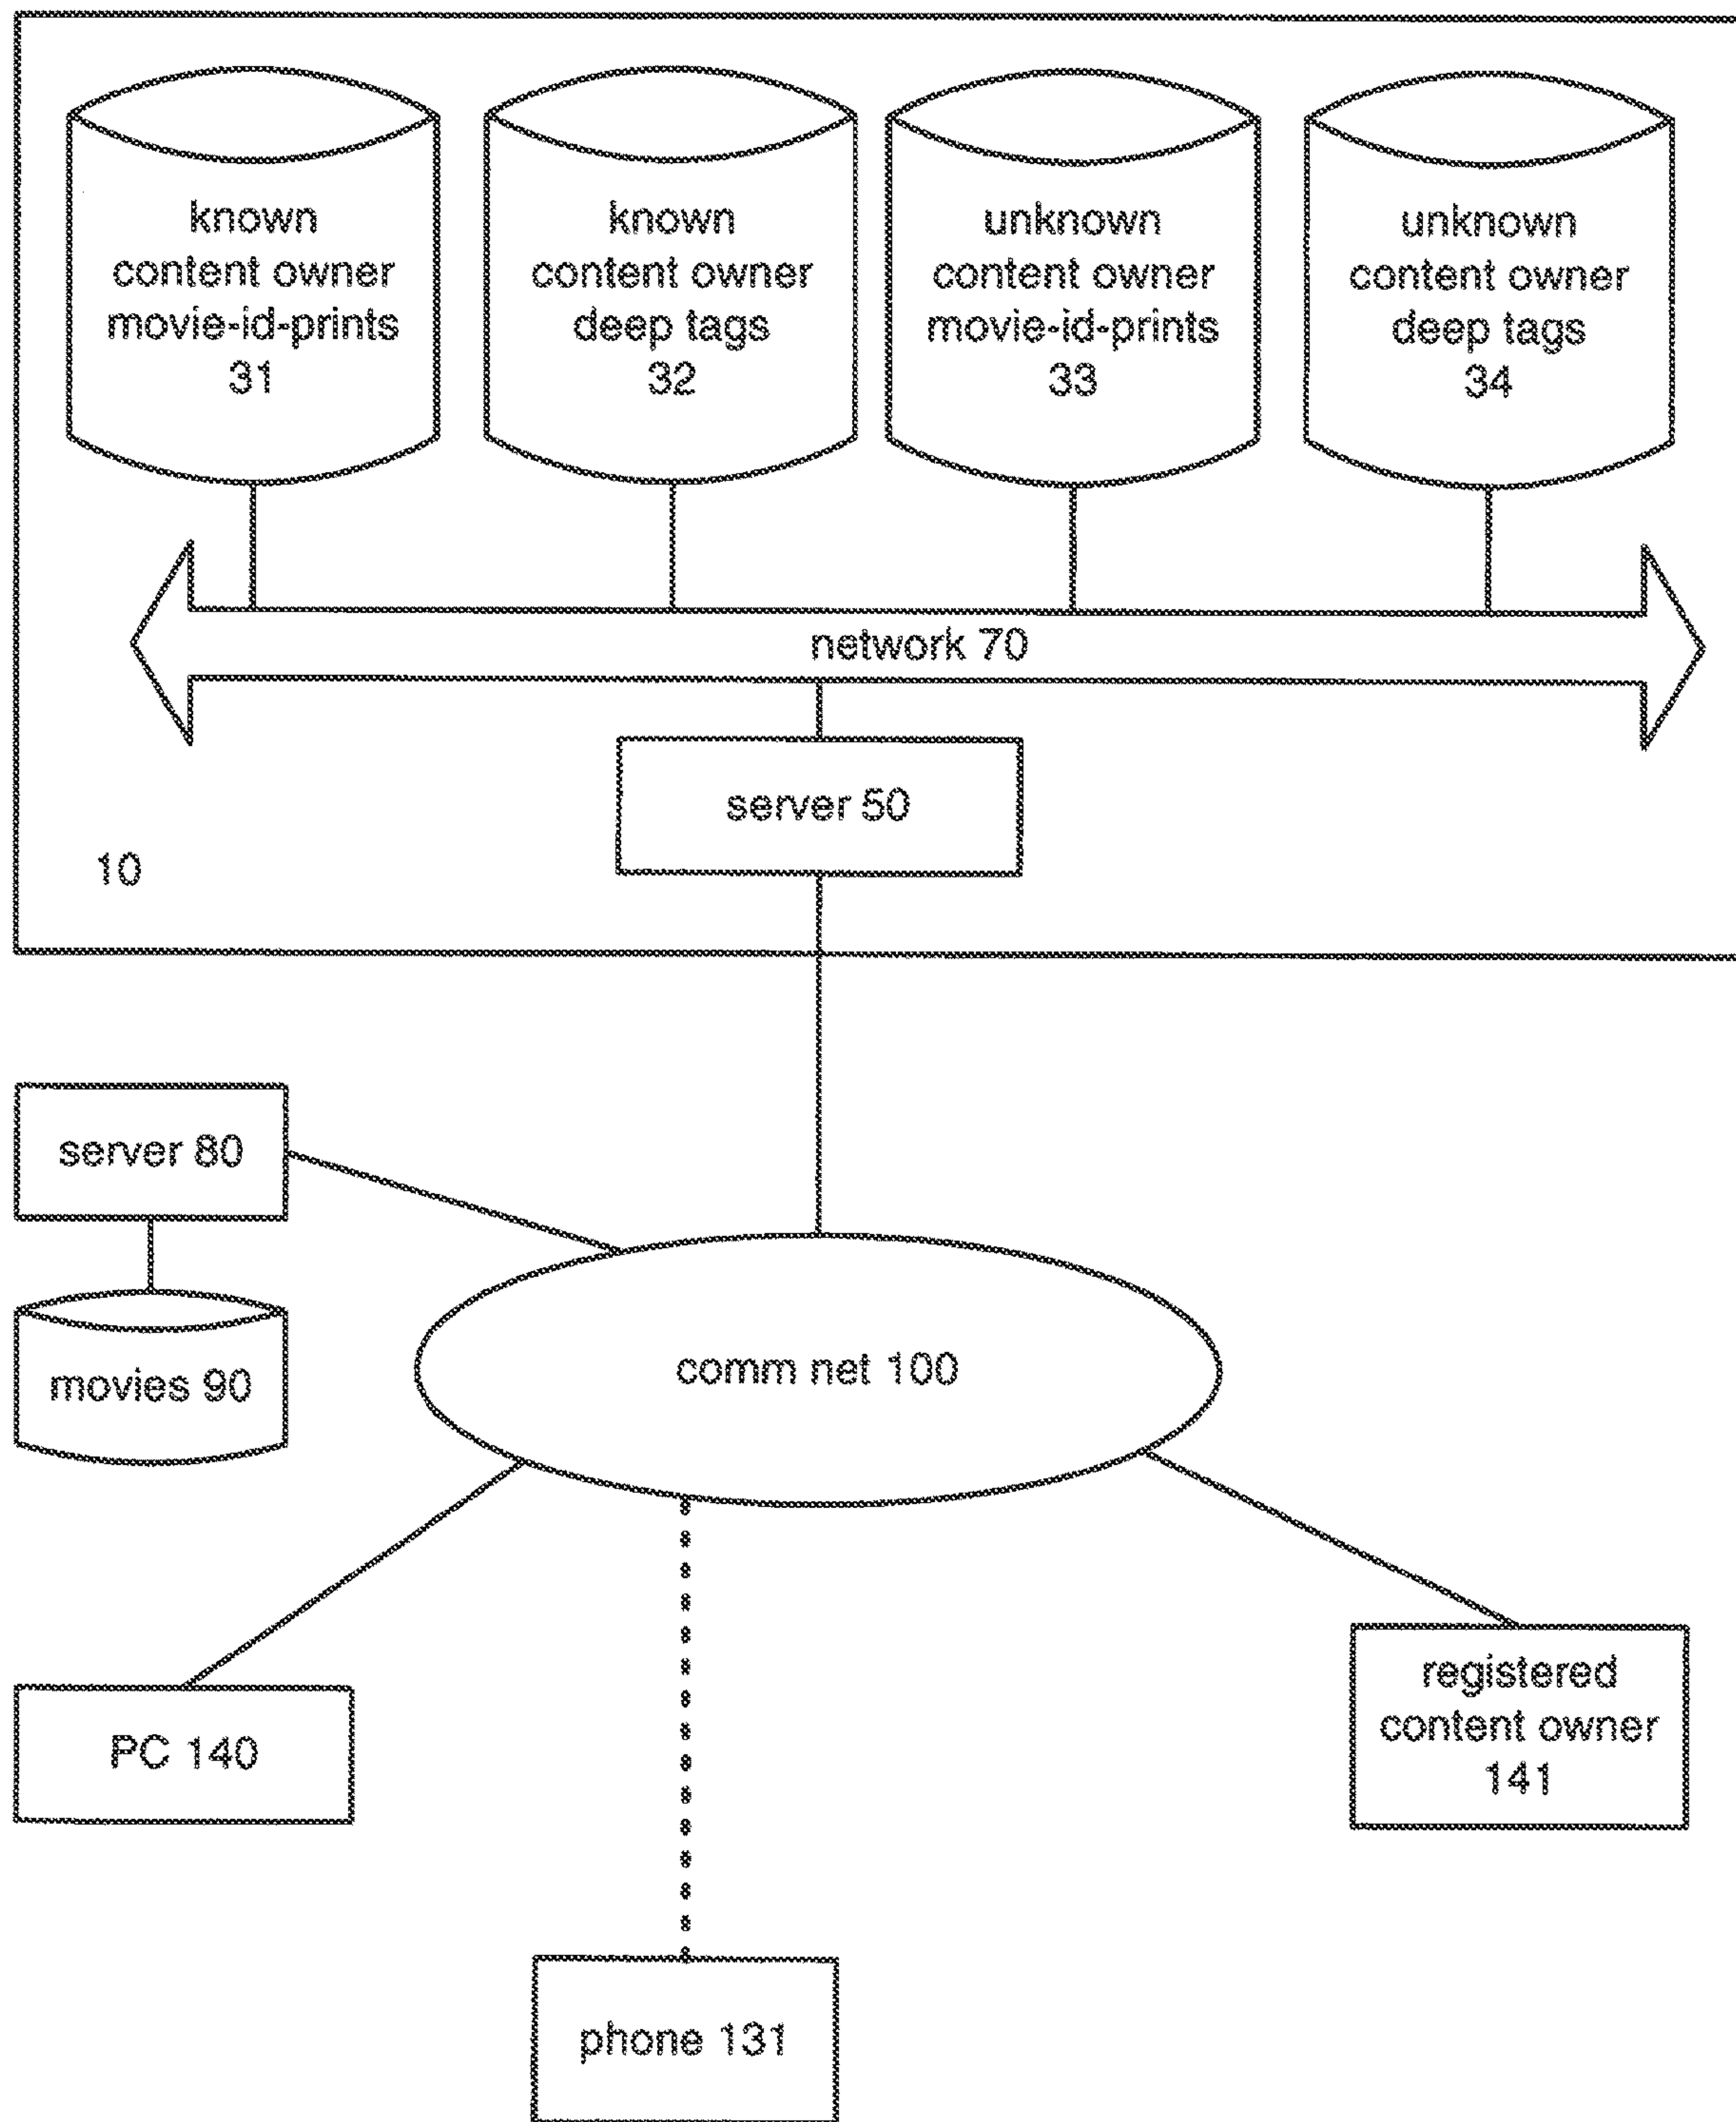 known
content owner
movie-id-prints
31
known
content owner
deep tags
32
unknown
content owner
movie-id-prints
33
unknown
content owner
deep tags
34
network 70
server 50
10
server 80
movies 90
comm net 100
PC 140
registered
content owner
141
phone 131